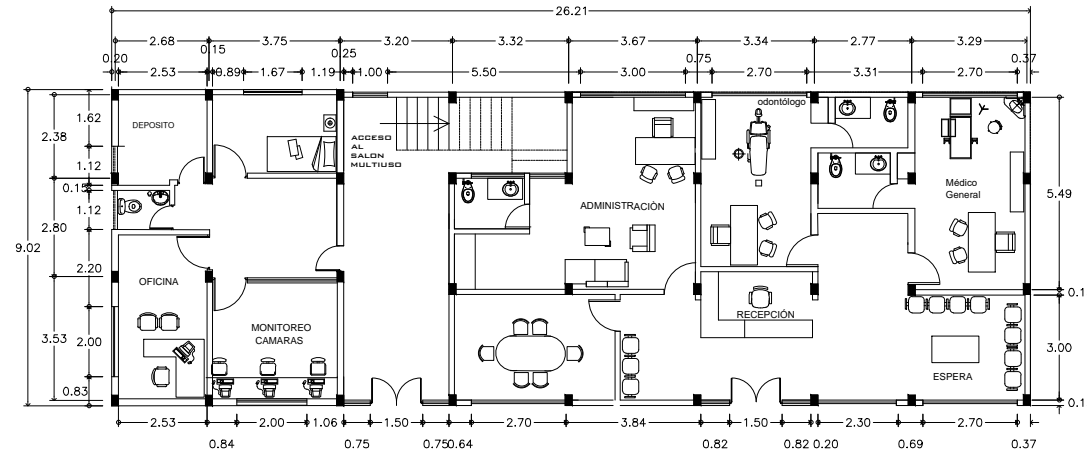 26.21
2.68 3.75 3.20 3.32 3.67 3.34 2.77 3.29
0.20 0.15 0.25 0.75 0.37
2.53 0.89 1.67 1.19 1.00 5.50 3.00 2.70 3.31 2.70
odontólogo
DEPOSITO
ACCESO
AL
SALON
MULTIUSO
Médico
General
ADMINISTRACIÒN
OFICINA
MONITOREO
CAMARAS
RECEPCIÓN
ESPERA
9.02
2.38
2.80
3.53
1.62
1.12
0.15
1.12
2.20
2.00
0.83
5.49
0.1
3.00
0.1
2.53 2.00 1.06 1.50 2.70 3.84 1.50 2.30
0.84 0.75 0.75 0.64 0.82 0.82 0.20 0.69 0.37